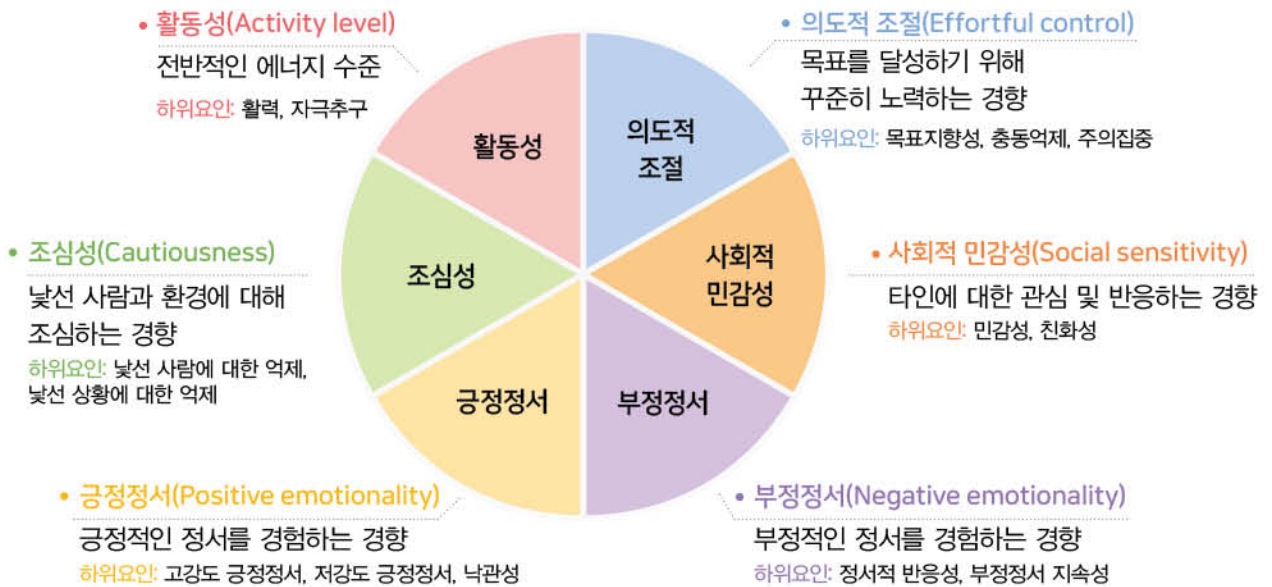 • 활동성(Activity level)
전반적인 에너지 수준
하위요인: 활력, 자극추구
• 의도적 조절(Effortful control)
목표를 달성하기 위해
꾸준히 노력하는 경향
하위요인: 목표지향성, 충동억제, 주의집중
활동성
의도적
조절
• 조심성(Cautiousness)
낯선 사람과 환경에 대해
조심하는 경향
하위요인: 낯선 사람에 대한 억제,
낯선 상황에 대한 억제
조심성
사회적
민감성
• 사회적 민감성(Social sensitivity)
타인에 대한 관심 및 반응하는 경향
하위요인: 민감성, 친화성
긍정정서
부정정서
• 긍정정서(Positive emotionality)
긍정적인 정서를 경험하는 경향
하위요인: 고강도 긍정정서, 저강도 긍정정서, 낙관성
• 부정정서(Negative emotionality)
부정적인 정서를 경험하는 경향
하위요인: 정서적 반응성, 부정정서 지속성